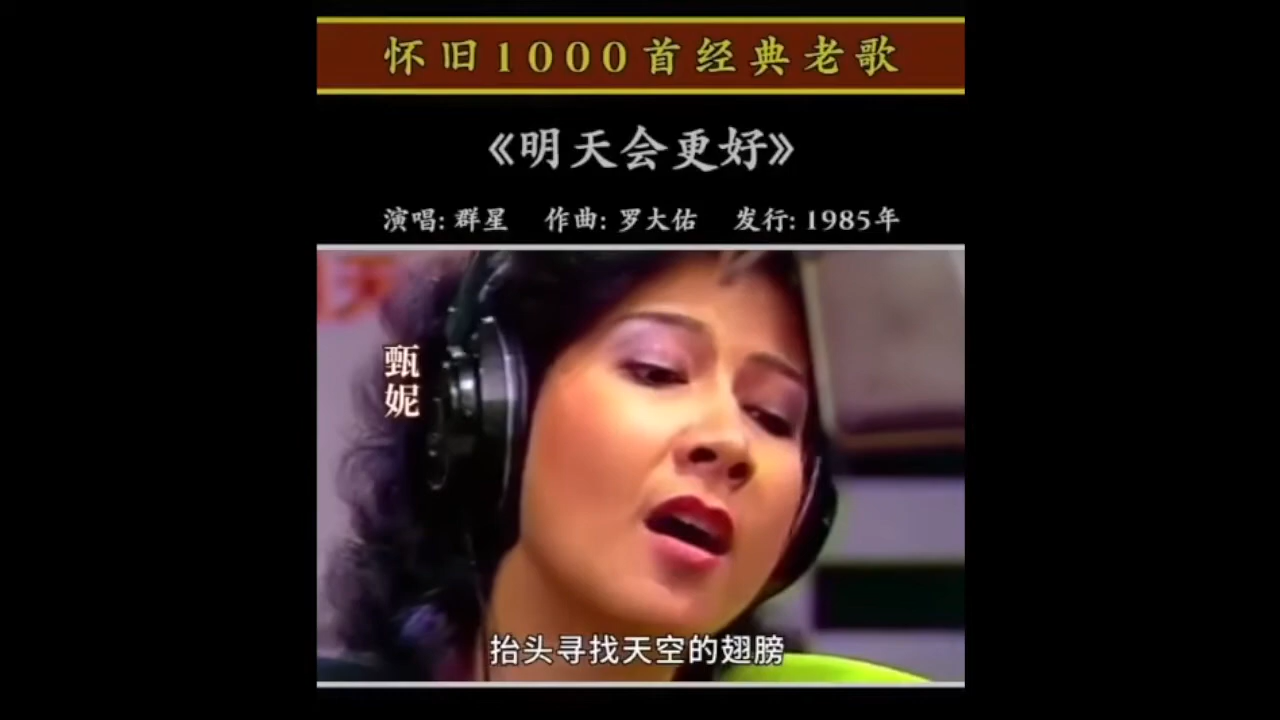 怀旧1000首经典老歌
《明天会更好》
演唱: 群星 作曲: 罗大佑 发行: 1985年
甄妮
抬头寻找天空的翅膀